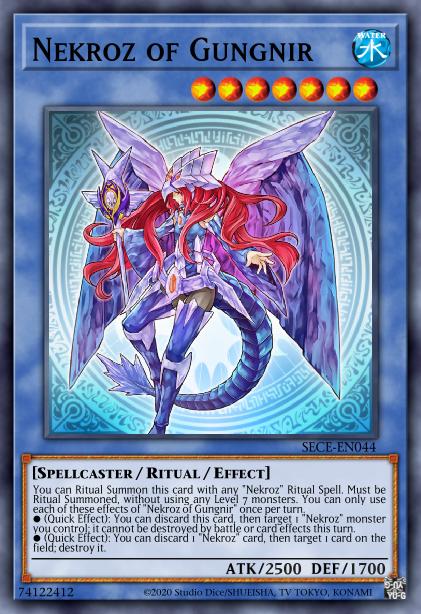 Nekroz of Gungnir
WATER
水
SECE-EN044
[Spellcaster / Ritual / Effect]
You can Ritual Summon this card with any "Nekroz" Ritual Spell. Must be
Ritual Summoned, without using any Level 7 monsters. You can only use
each of these effects of "Nekroz of Gungnir" once per turn.
● (Quick Effect): You can discard this card, then target 1 "Nekroz" monster
you control; it cannot be destroyed by battle or card effects this turn.
● (Quick Effect): You can discard 1 "Nekroz" card, then target 1 card on the
field; destroy it.
ATK/2500 DEF/1700
74122412
©2020 Studio Dice/SHUEISHA, TV TOKYO, KONAMI